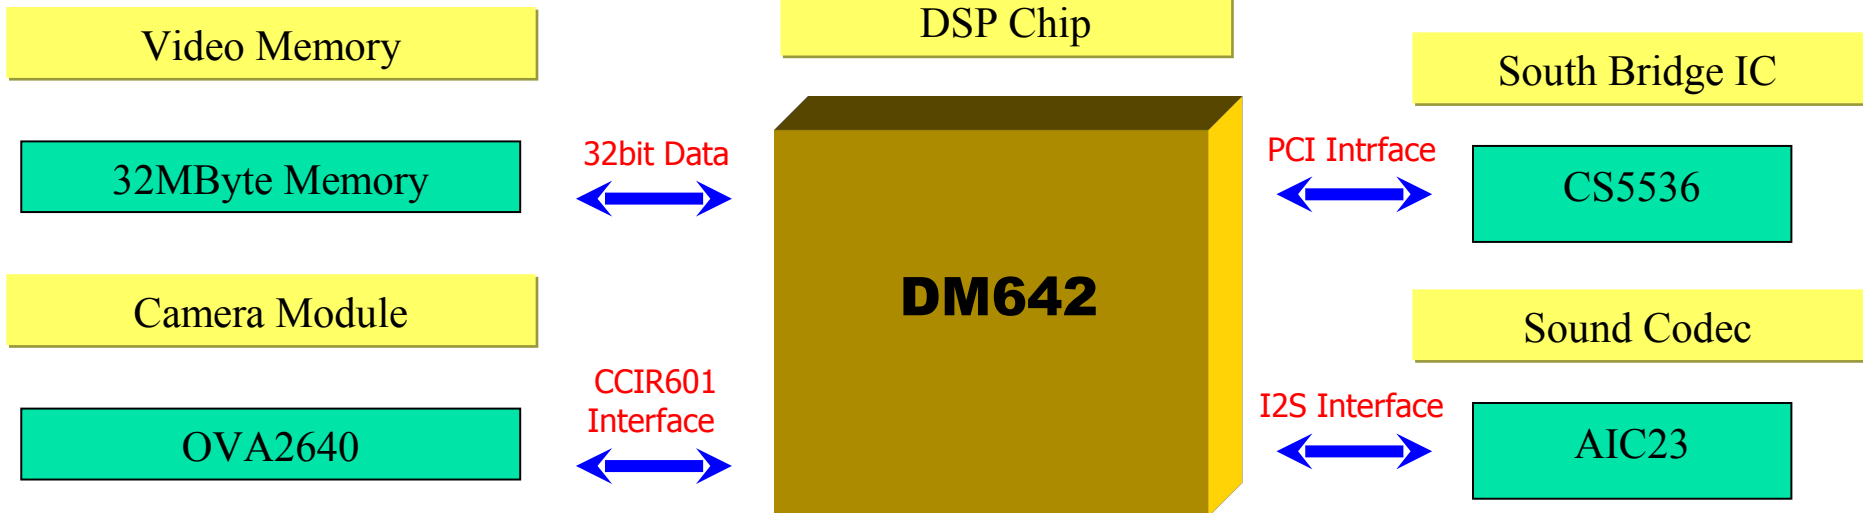 Video Memory
DSP Chip
South Bridge IC
32MByte Memory
32bit Data
PCI Intrface
CS5536
Camera Module
DM642
Sound Codec
OVA2640
CCIR601
Interface
I2S Interface
AIC23